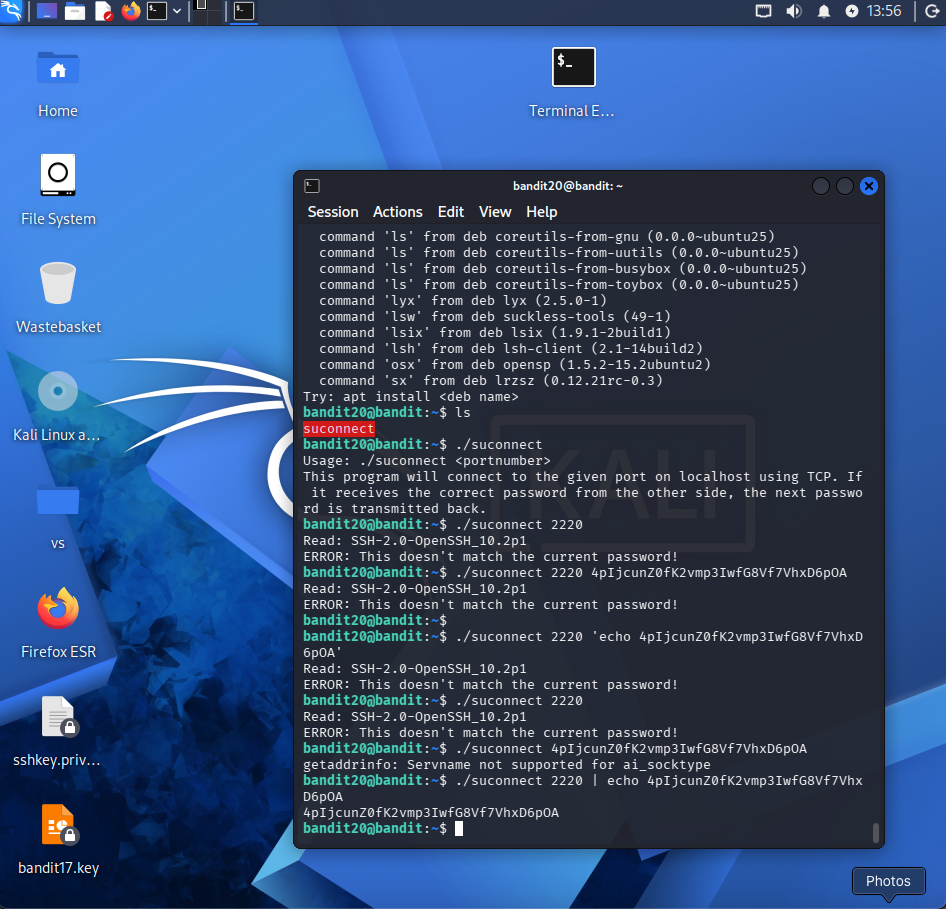 13:56
Home
Terminal E…
File System
Wastebasket
Kali Linux a…
vs
Firefox ESR
sshkey.priv…
bandit17.key
bandit20@bandit: ~
Session Actions Edit View Help
command 'ls' from deb coreutils-from-gnu (0.0.0~ubuntu25)
command 'ls' from deb coreutils-from-uutils (0.0.0~ubuntu25)
command 'ls' from deb coreutils-from-busybox (0.0.0~ubuntu25)
command 'ls' from deb coreutils-from-toybox (0.0.0~ubuntu25)
command 'lyx' from deb lyx (2.5.0-1)
command 'lsw' from deb suckless-tools (49-1)
command 'lsix' from deb lsix (1.9.1-2build1)
command 'lsh' from deb lsh-client (2.1-14build2)
command 'osx' from deb opensp (1.5.2-15.2ubuntu2)
command 'sx' from deb lrzsz (0.12.21rc-0.3)
Try: apt install <deb name>
bandit20@bandit:~$ ls
suconnect
bandit20@bandit:~$ ./suconnect
Usage: ./suconnect <portnumber>
This program will connect to the given port on localhost using TCP. If
it receives the correct password from the other side, the next passwo
rd is transmitted back.
bandit20@bandit:~$ ./suconnect 2220
Read: SSH-2.0-OpenSSH_10.2p1
ERROR: This doesn't match the current password!
bandit20@bandit:~$ ./suconnect 2220 4pIjcunZ0fK2vmp3IwfG8Vf7VhxD6pOA
Read: SSH-2.0-OpenSSH_10.2p1
ERROR: This doesn't match the current password!
bandit20@bandit:~$
bandit20@bandit:~$ ./suconnect 2220 'echo 4pIjcunZ0fK2vmp3IwfG8Vf7VhxD
6pOA'
Read: SSH-2.0-OpenSSH_10.2p1
ERROR: This doesn't match the current password!
bandit20@bandit:~$ ./suconnect 2220
Read: SSH-2.0-OpenSSH_10.2p1
ERROR: This doesn't match the current password!
bandit20@bandit:~$ ./suconnect 4pIjcunZ0fK2vmp3IwfG8Vf7VhxD6pOA
getaddrinfo: Servname not supported for ai_socktype
bandit20@bandit:~$ ./suconnect 2220 | echo 4pIjcunZ0fK2vmp3IwfG8Vf7Vhx
D6pOA
4pIjcunZ0fK2vmp3IwfG8Vf7VhxD6pOA
bandit20@bandit:~$
KALI
Photos